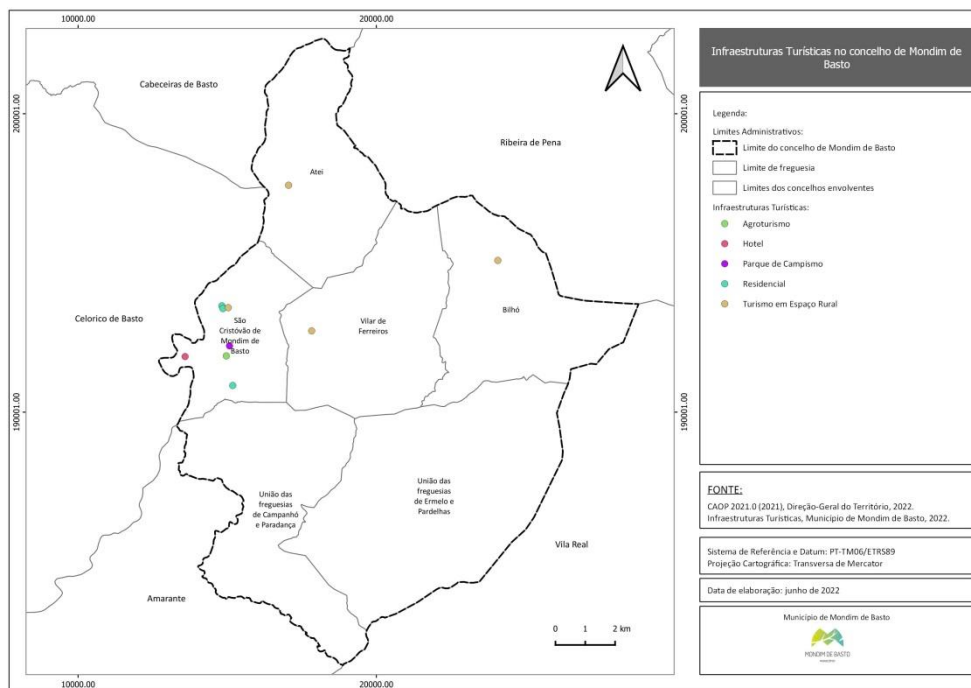 10000.00
20000.00
Infraestruturas Turísticas no concelho de Mondim de
Basto
Cabeceiras de Basto
200001.00
200001.00
Ribeira de Pena
Atei
Legenda:
Limites Administrativos:
Limite do concelho de Mondim de Basto
Limite de freguesia
Limites dos concelhos envolventes
Infraestruturas Turísticas:
Agroturismo
Hotel
Parque de Campismo
Residencial
Turismo em Espaço Rural
Celorico de Basto
São
Cristóvão de
Mondim de
Basto
Vilar de
Ferreiros
Bilhó
190001.00
190001.00
União das
freguesias
de Campanhó
e Paradança
União das
freguesias
de Ermelo e
Pardelhas
Vila Real
Amarante
0 1 2 km
10000.00
20000.00
FONTE:
CAOP 2021.0 (2021), Direção-Geral do Território, 2022.
Infraestruturas Turísticas, Município de Mondim de Basto, 2022.
Sistema de Referência e Datum: PT-TM06/ETRS89
Projeção Cartográfica: Transversa de Mercator
Data de elaboração: junho de 2022
Município de Mondim de Basto
MONDIM DE BASTO